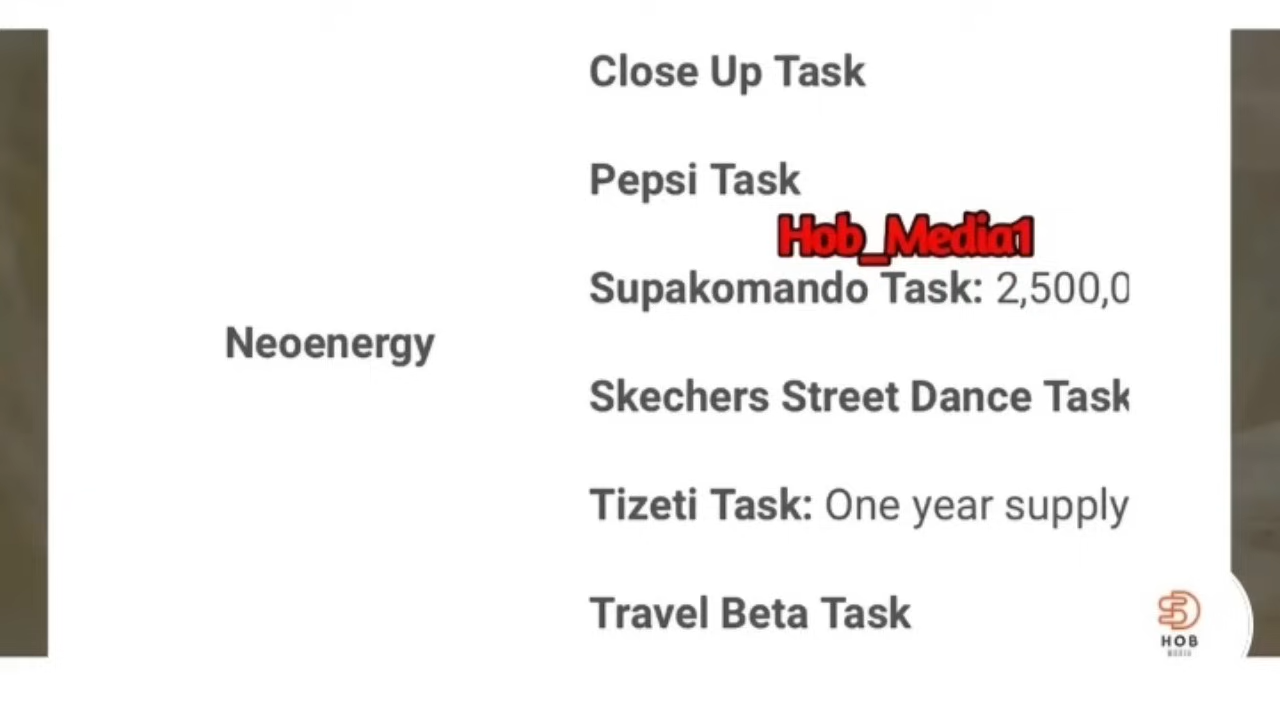 Close Up Task
Pepsi Task
Hob_Media1
Supakomando Task: 2,500,0
Neoenergy
Skechers Street Dance Task
Tizeti Task: One year supply
Travel Beta Task
HOB
MEDIA